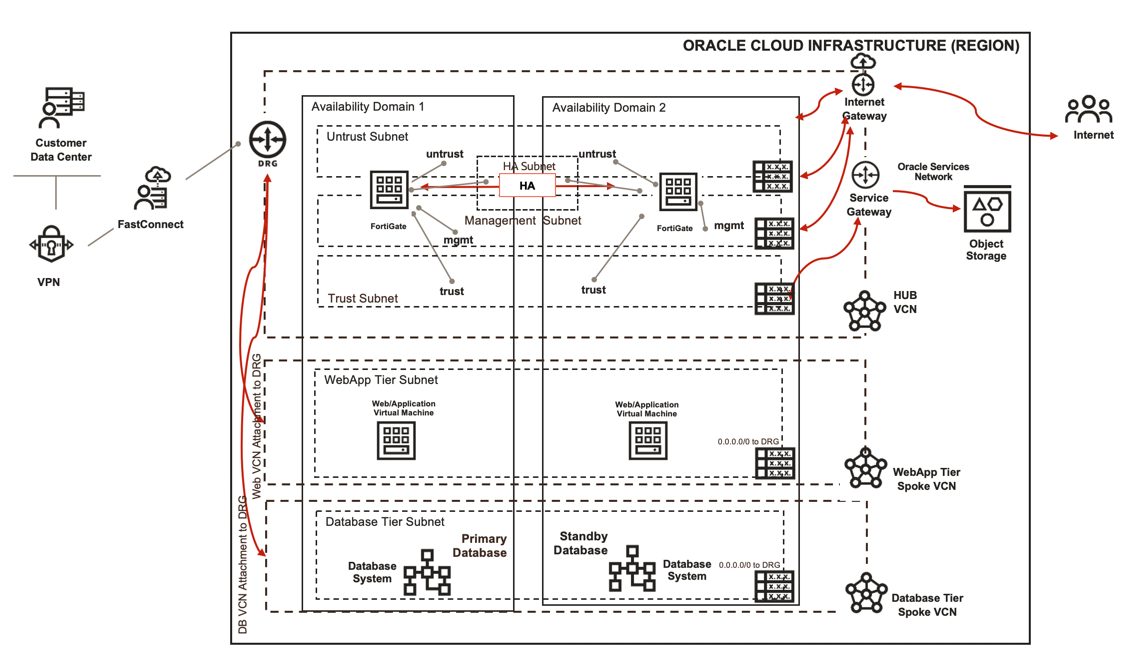 ORACLE CLOUD INFRASTRUCTURE (REGION)
Availability Domain 1
Availability Domain 2
Internet
Gateway
Internet
Customer
Data Center
DRG
Untrust Subnet
untrust
HA Subnet
untrust
HA
X.X.X.
X.X.X.
X.X.X.
Oracle Services
Network
Service
Gateway
Object
Storage
FastConnect
VPN
FortiGate
Management Subnet
FortiGate
mgmt
mgmt
X.X.X.
X.X.X.
X.X.X.
Trust Subnet
trust
trust
X.X.X.
X.X.X.
X.X.X.
HUB
VCN
Web VCN Attachment to DRG
WebApp Tier Subnet
Web/Application
Virtual Machine
Web/Application
Virtual Machine
0.0.0.0/0 to DRG
X.X.X.
X.X.X.
X.X.X.
WebApp Tier
Spoke VCN
DB VCN Attachment to DRG
Database Tier Subnet
Primary
Database
Database
System
Standby
Database
Database
System
0.0.0.0/0 to DRG
X.X.X.
X.X.X.
X.X.X.
Database Tier
Spoke VCN